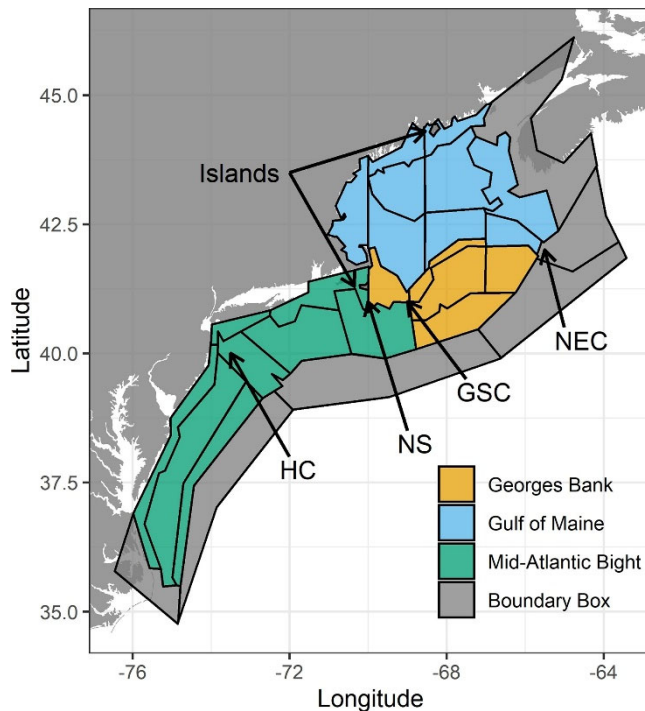 45.0
42.5
40.0
37.5
35.0
Latitude
Islands
NEC
GSC
NS
HC
Georges Bank
Gulf of Maine
Mid-Atlantic Bight
Boundary Box
-76
-72
-68
-64
Longitude